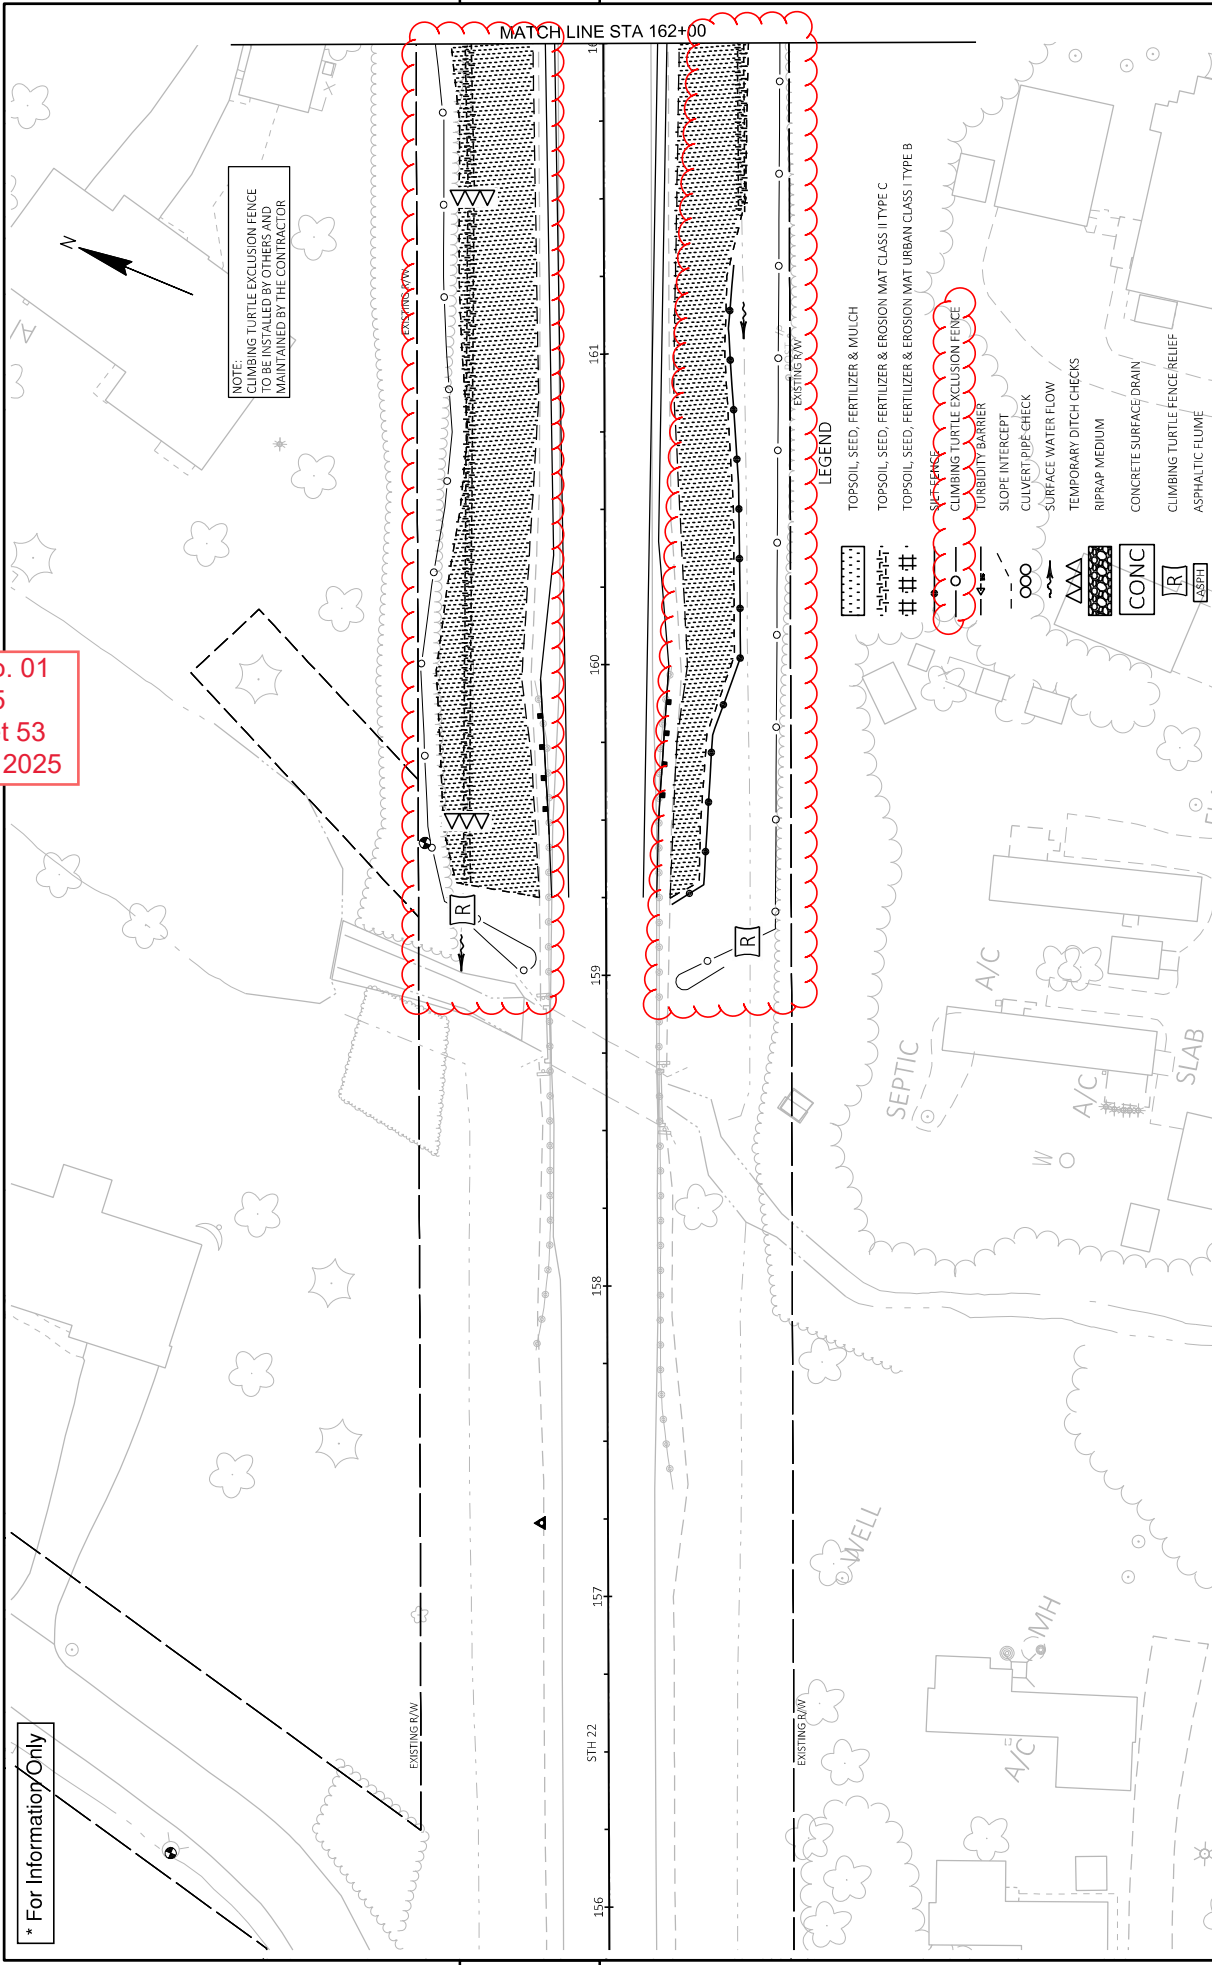 MATCH LINE STA 162+00
N
NOTE:
CLIMBING TURTLE EXCLUSION FENCE
TO BE INSTALLED BY OTHERS AND
MAINTAINED BY THE CONTRACTOR
EXISTING R/W
161
EXISTING R/W
LEGEND
TOPSOIL, SEED, FERTILIZER & MULCH
TOPSOIL, SEED, FERTILIZER & EROSION MAT CLASS II TYPE C
TOPSOIL, SEED, FERTILIZER & EROSION MAT URBAN CLASS I TYPE B
SILT FENCE
CLIMBING TURTLE EXCLUSION FENCE
TURBIDITY BARRIER
SLOPE INTERCEPT
CULVERT PIPE CHECK
SURFACE WATER FLOW
TEMPORARY DITCH CHECKS
RIPRAP MEDIUM
CONC CONCRETE SURFACE DRAIN
R CLIMBING TURTLE FENCE RELIEF
ASPH ASPHALTIC FLUME
160
01
5
53
2025
R
R
159
A/C
SEPTIC
A/C
SLAB
W
158
WELL
157
MH
A/C
EXISTING R/W
STH 22
EXISTING R/W
156
* For Information Only